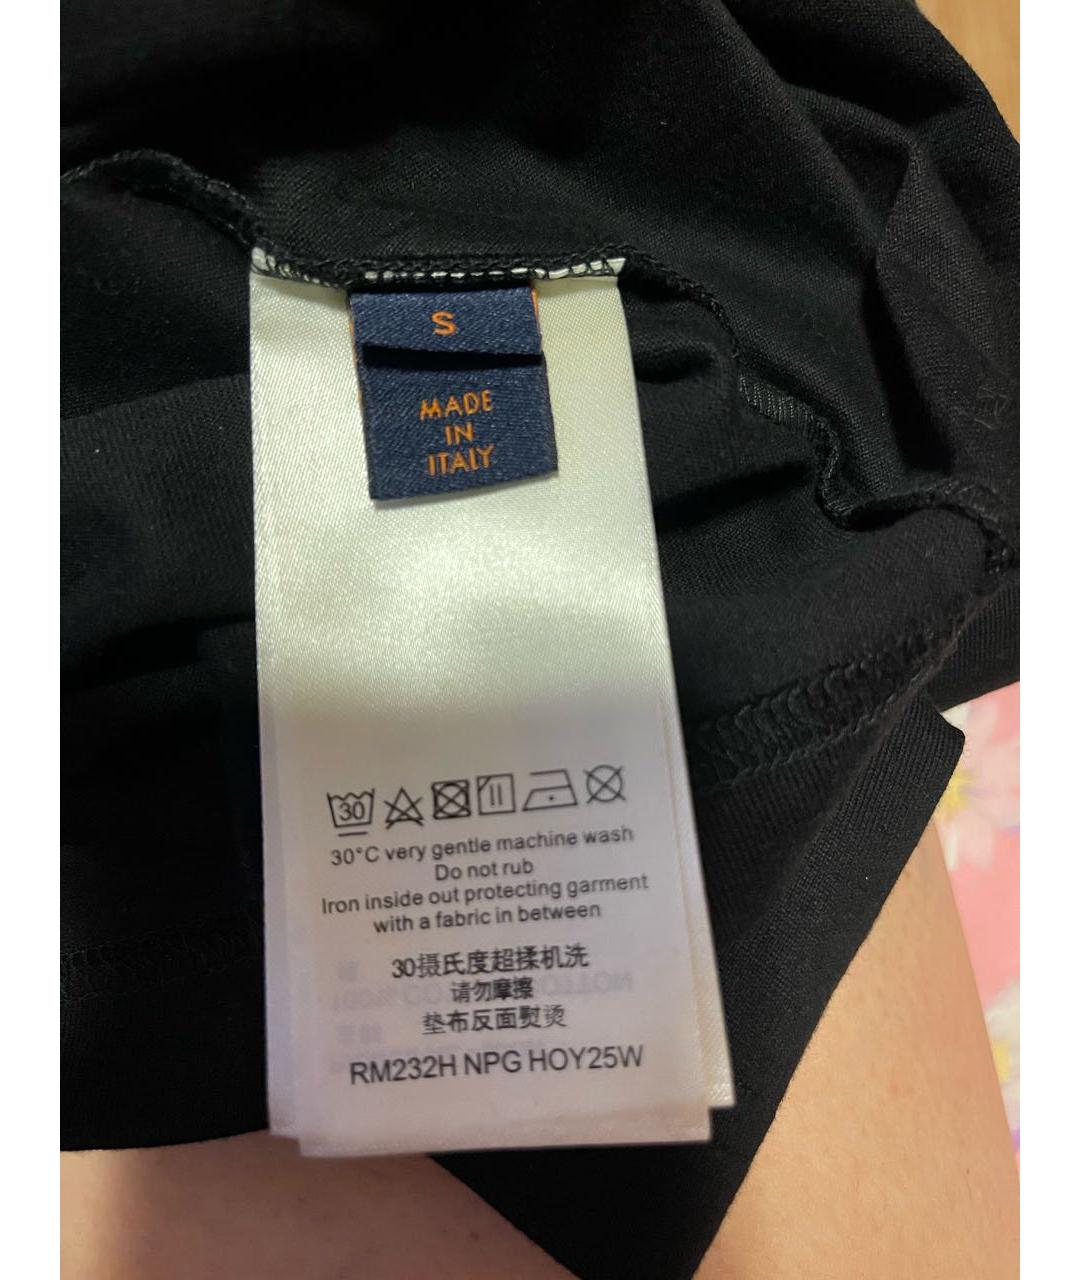 S
MADE
IN
ITALY
30
30°C very gentle machine wash
Do not rub
Iron inside out protecting garment
with a fabric in between
30摄氏度超揉机洗
请勿摩擦
垫布反面熨烫
RM232H NPG HOY25W